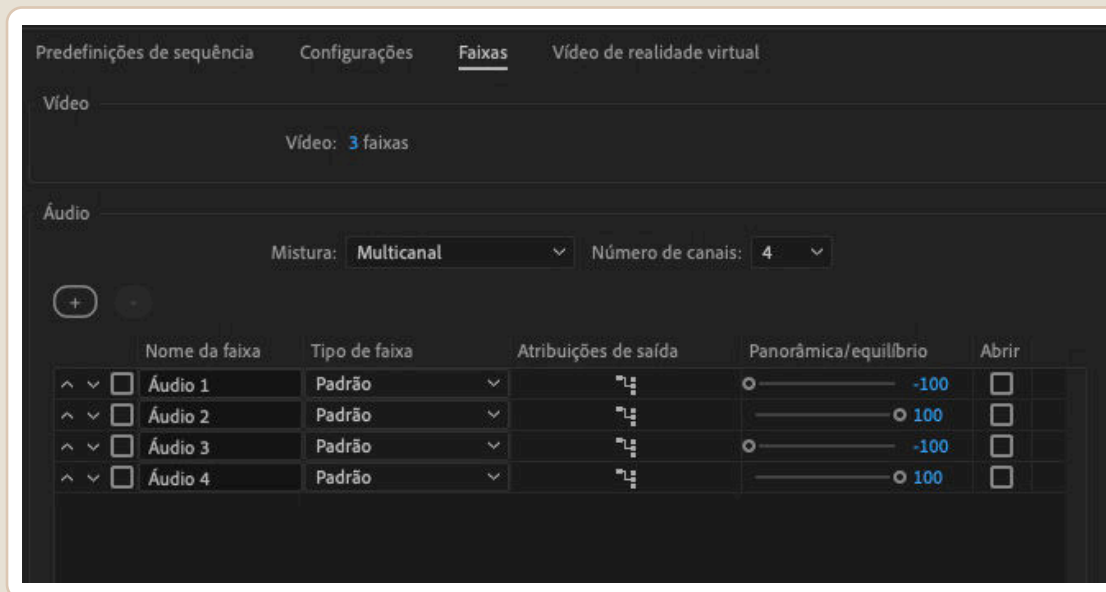 Predefinições de sequência Configurações Faixas Vídeo de realidade virtual
Vídeo
Vídeo: 3 faixas
Áudio
Mistura: Multicanal Número de canais: 4
+ -
Nome da faixa Tipo de faixa Atribuições de saída Panorâmica/equilíbrio Abrir
Áudio 1 Padrão -100
Áudio 2 Padrão 100
Áudio 3 Padrão -100
Áudio 4 Padrão 100